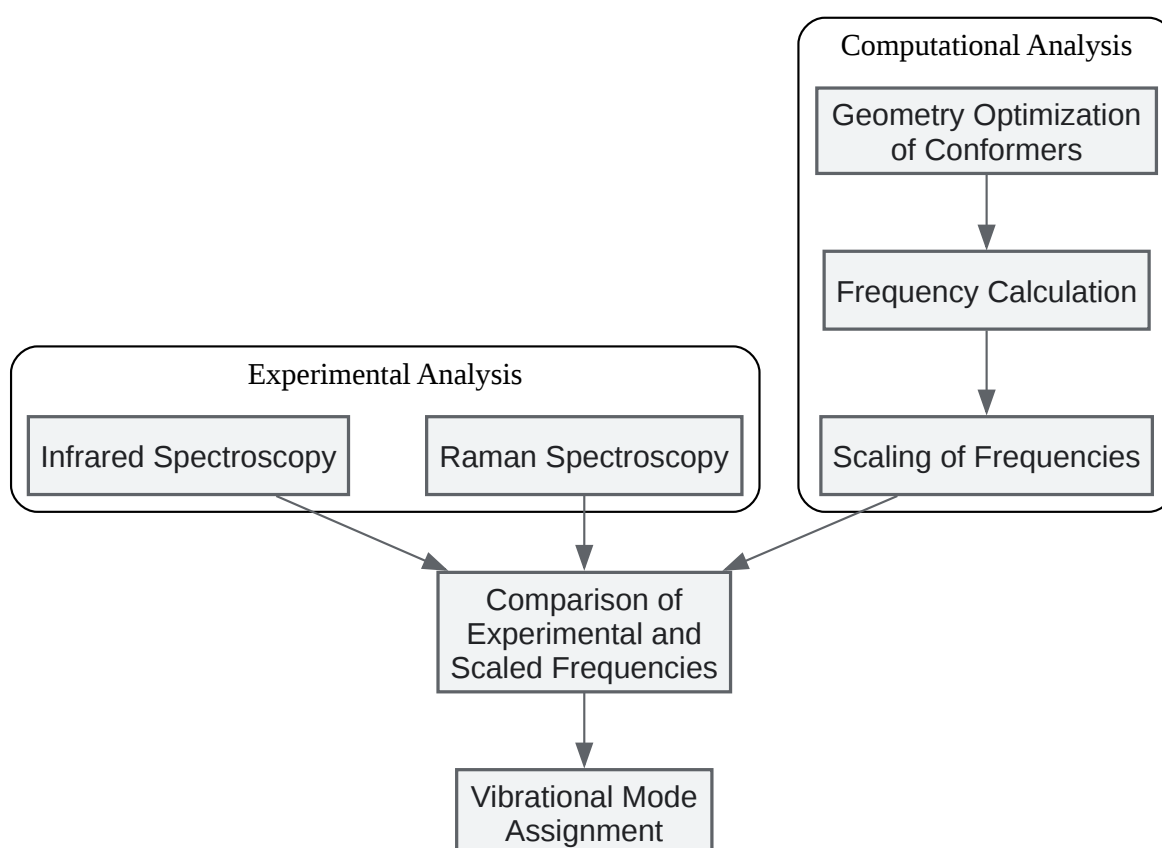 Computational Analysis
Geometry Optimization
of Conformers
Frequency Calculation
Experimental Analysis
Infrared Spectroscopy
Raman Spectroscopy
Scaling of Frequencies
Comparison of
Experimental and
Scaled Frequencies
Vibrational Mode
Assignment